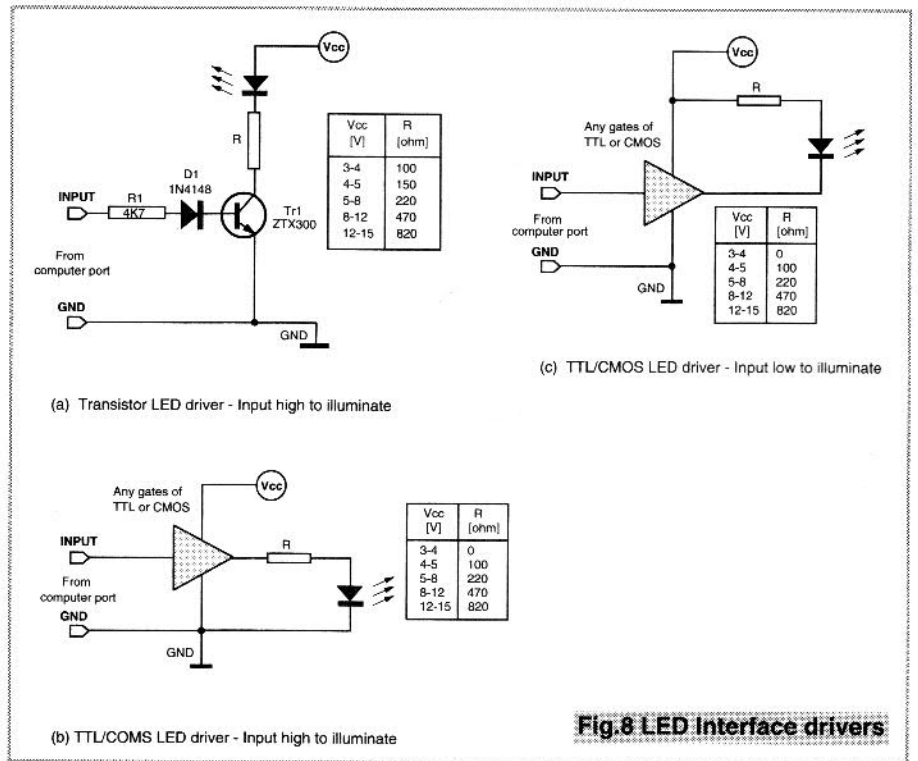 Vcc
R
D1
1N4148
INPUT
R1
4K7
Tr1
ZTX300
From
computer port
GND
GND
Vcc R
[V] [ohm]
3-4 100
4-5 150
5-8 220
8-12 470
12-15 820
(a) Transistor LED driver - Input high to illuminate
Vcc
R
Any gates of
TTL or CMOS
INPUT
From
computer port
GND
GND
Vcc R
[V] [ohm]
3-4 0
4-5 100
5-8 220
8-12 470
12-15 820
(c) TTL/CMOS LED driver - Input low to illuminate
Vcc
Any gates of
TTL or CMOS
INPUT
R
From
computer port
GND
GND
Vcc R
[V] [ohm]
3-4 0
4-5 100
5-8 220
8-12 470
12-15 820
(b) TTL/COMS LED driver - Input high to illuminate
Fig.8 LED Interface drivers